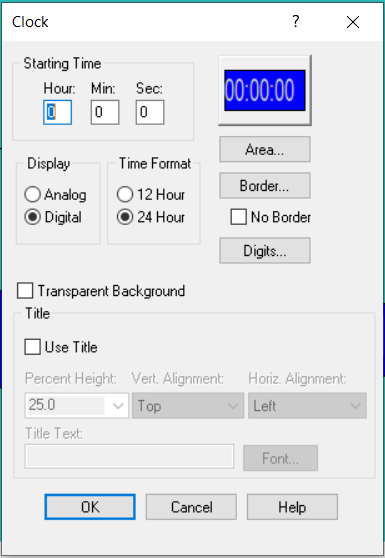 Clock
?
Starting Time
Hour: Min: Sec:
0 0 0
00:00:00
Area...
Display Time Format
Border...
Analog 12 Hour
Digital 24 Hour
No Border
Digits...
Transparent Background
Title
Use Title
Percent Height: Vert. Alignment: Horiz. Alignment:
25.0 Top Left
Title Text:
Font...
OK Cancel Help